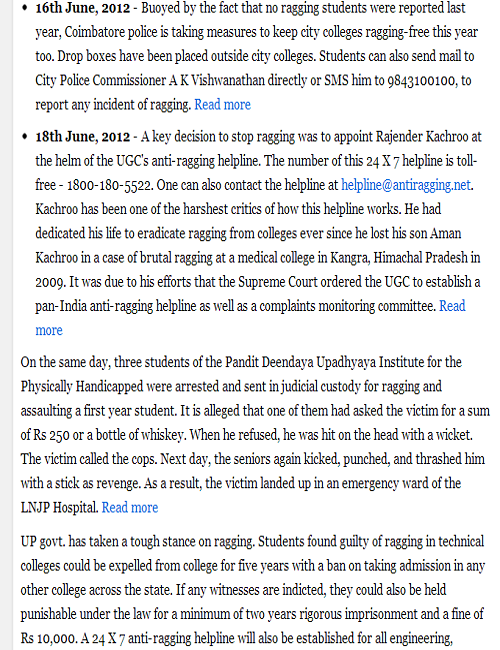 • 16th June, 2012 - Buoyed by the fact that no ragging students were reported last
year, Coimbatore police is taking measures to keep city colleges ragging-free this year
too. Drop boxes have been placed outside city colleges. Students can also send mail to
City Police Commissioner A K Vishwanathan directly or SMS him to 9843100100, to
report any incident of ragging. Read more
• 18th June, 2012 - A key decision to stop ragging was to appoint Rajender Kachroo at
the helm of the UGC's anti-ragging helpline. The number of this 24 X 7 helpline is toll-
free - 1800-180-5522. One can also contact the helpline at helpline@antiragging.net.
Kachroo has been one of the harshest critics of how this helpline works. He had
dedicated his life to eradicate ragging from colleges ever since he lost his son Aman
Kachroo in a case of brutal ragging at a medical college in Kangra, Himachal Pradesh in
2009. It was due to his efforts that the Supreme Court ordered the UGC to establish a
pan-India anti-ragging helpline as well as a complaints monitoring committee. Read
more
On the same day, three students of the Pandit Deendaya Upadhyaya Institute for the
Physically Handicapped were arrested and sent in judicial custody for ragging and
assaulting a first year student. It is alleged that one of them had asked the victim for a sum
of Rs 250 or a bottle of whiskey. When he refused, he was hit on the head with a wicket.
The victim called the cops. Next day, the seniors again kicked, punched, and thrashed him
with a stick as revenge. As a result, the victim landed up in an emergency ward of the
LNJP Hospital. Read more
UP govt. has taken a tough stance on ragging. Students found guilty of ragging in technical
colleges could be expelled from college for five years with a ban on taking admission in any
other college across the state. If any witnesses are indicted, they could also be held
punishable under the law for a minimum of two years rigorous imprisonment and a fine of
Rs 10,000. A 24 X 7 anti-ragging helpline will also be established for all engineering,